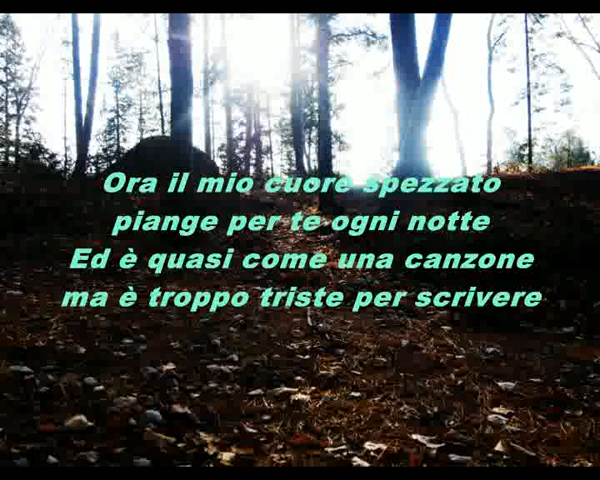 Ora il mio cuore spezzato
piange per te ogni notte
Ed è quasi come una canzone
ma è troppo triste per scrivere